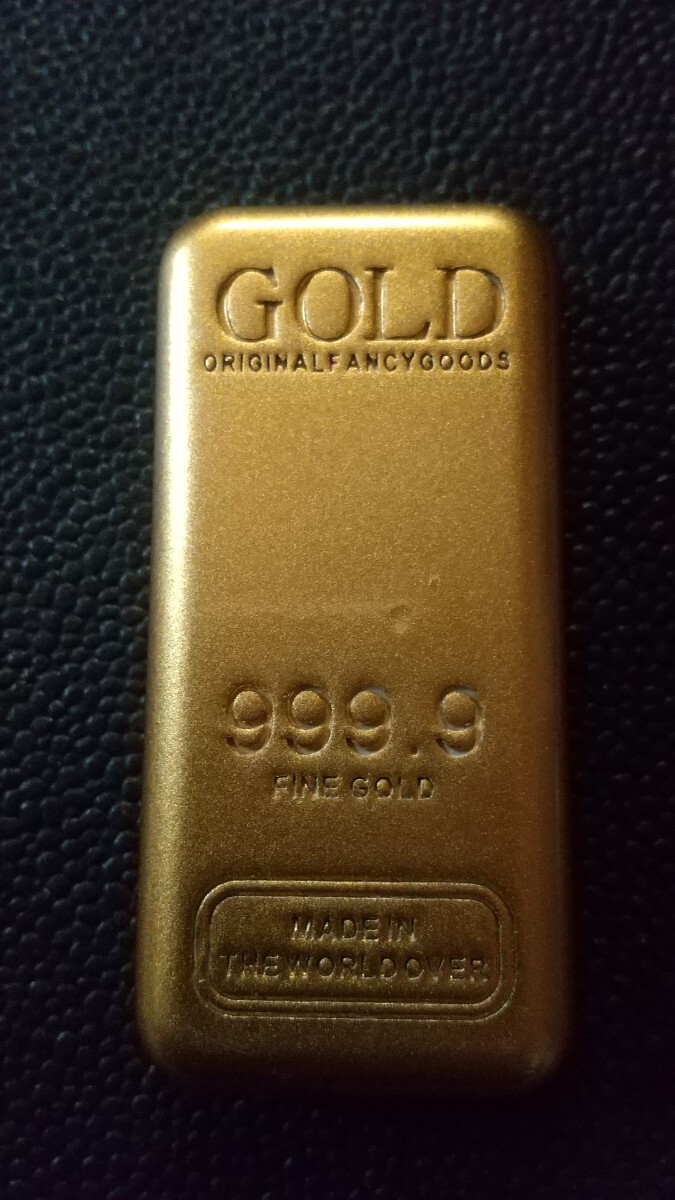 GOLD
ORIGINALFANCYGOODS
999.9
FINE GOLD
MADE IN
THE WORLD OVER